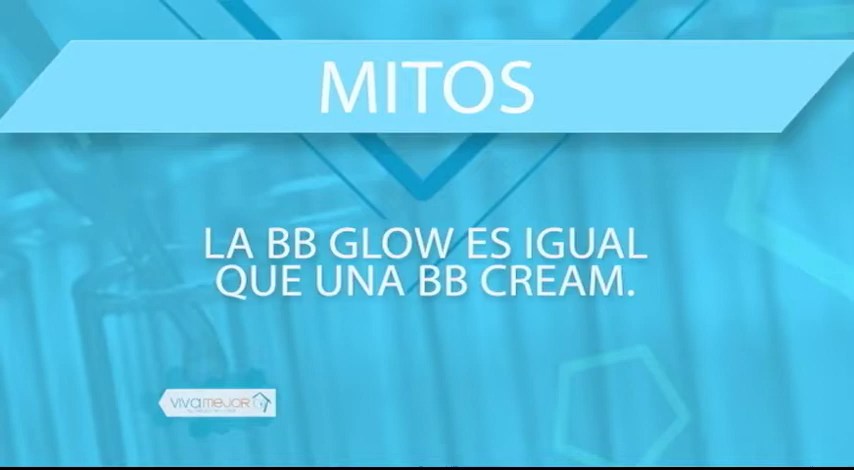 MITOS
LA BB GLOW ES IGUAL
QUE UNA BB CREAM.
vivamejor